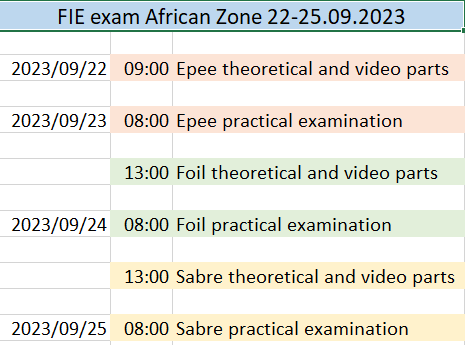 FIE exam African Zone 22-25.09.2023
2023/09/22 09:00 Epee theoretical and video parts
2023/09/23 08:00 Epee practical examination
13:00 Foil theoretical and video parts
2023/09/24 08:00 Foil practical examination
13:00 Sabre theoretical and video parts
2023/09/25 08:00 Sabre practical examination